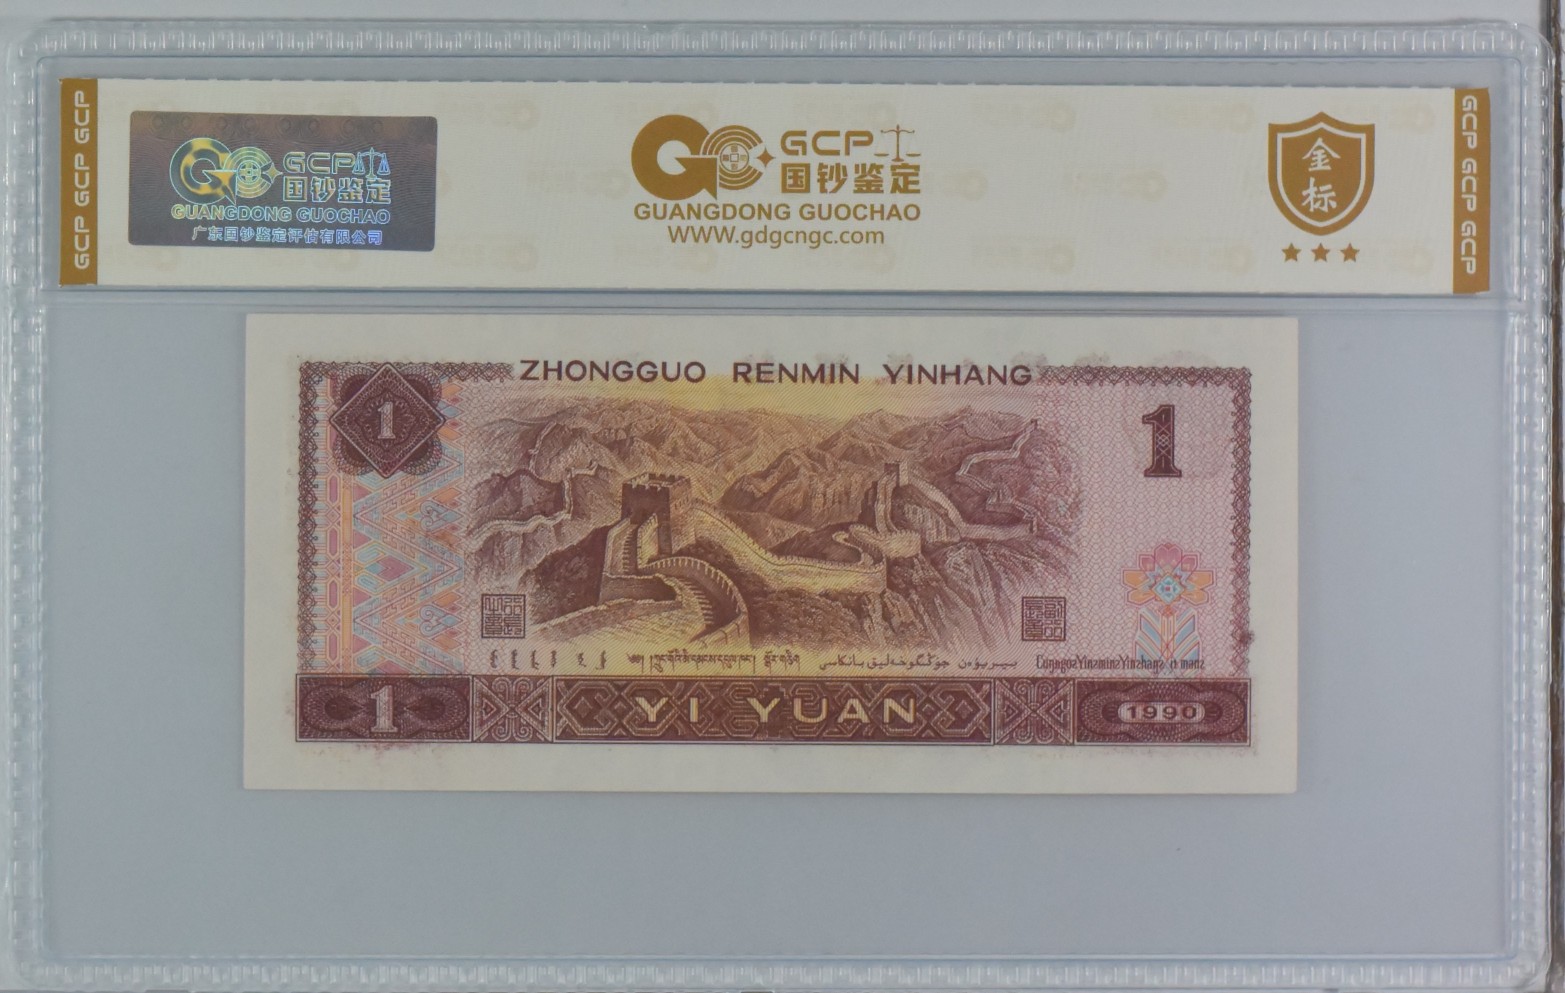 GCP GCP GCP
GCP
国钞鉴定
GUANGDONG GUOCHAO
广东国钞鉴定评估有限公司
GCP
国钞鉴定
GUANGDONG GUOCHAO
WWW.gdgcngc.com
金标
GCP GCP GCP
ZHONGGUO RENMIN YINHANG
1
1
1
YI YUAN
1990